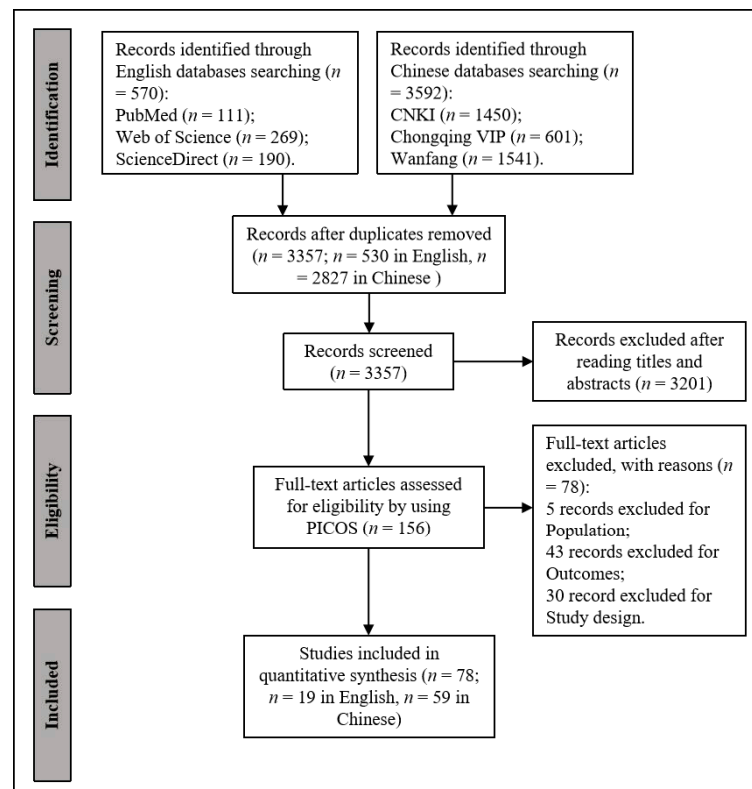 Identification
Records identified through
English databases searching (n
= 570):
PubMed (n = 111);
Web of Science (n = 269);
ScienceDirect (n = 190).
Records identified through
Chinese databases searching (n
= 3592):
CNKI (n = 1450);
Chongqing VIP (n = 601);
Wanfang (n = 1541).
Screening
Records after duplicates removed
(n = 3357; n = 530 in English, n
= 2827 in Chinese )
Records screened
(n = 3357)
Records excluded after
reading titles and
abstracts (n = 3201)
Eligibility
Full-text articles assessed
for eligibility by using
PICOS (n = 156)
Full-text articles
excluded, with reasons (n
= 78):
5 records excluded for
Population;
43 records excluded for
Outcomes;
30 record excluded for
Study design.
Included
Studies included in
quantitative synthesis (n = 78;
n = 19 in English, n = 59 in
Chinese)